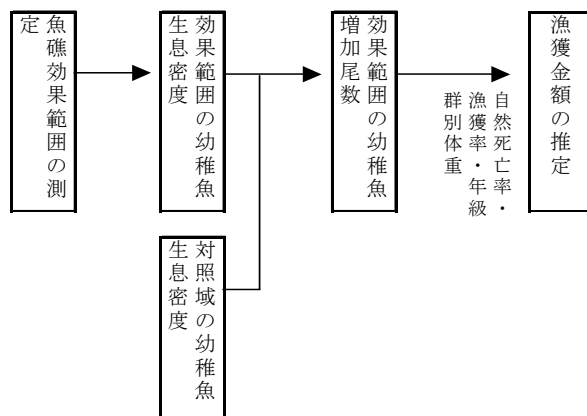 魚礁効果範囲の測
定
効果範囲の幼稚魚
生息密度
対照域の幼稚魚
生息密度
効果範囲の幼稚魚
増加尾数
自然死亡率・
漁獲率・年級
群別体重
漁獲金額の推定